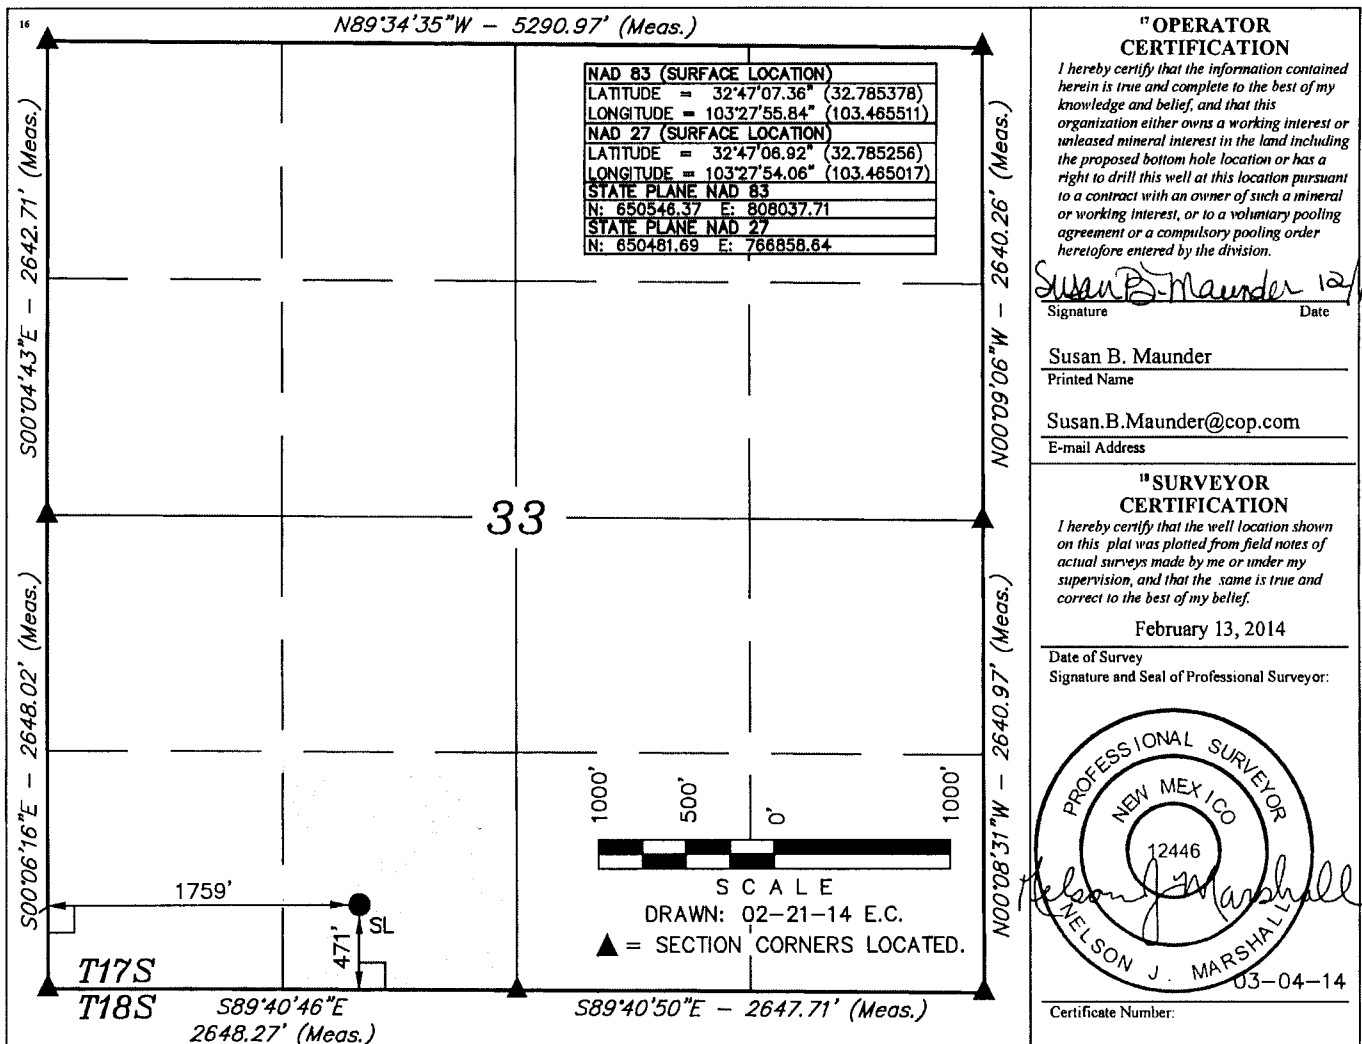 16
N89°34'35"W – 5290.97' (Meas.)
S00°04'43"E – 2642.71' (Meas.)
NAD 83 (SURFACE LOCATION)
LATITUDE = 32°47'07.36" (32.785378)
LONGITUDE = 103°27'55.84" (103.465511)
NAD 27 (SURFACE LOCATION)
LATITUDE = 32°47'06.92" (32.785256)
LONGITUDE = 103°27'54.06" (103.465017)
STATE PLANE NAD 83
N: 650546.37 E: 808037.71
STATE PLANE NAD 27
N: 650481.69 E: 766858.64
N00°09'06"W – 2640.26' (Meas.)
33
S00°06'16"E – 2648.02' (Meas.)
N00°08'31"W – 2640.97' (Meas.)
1759'
SL
471'
1000'
500'
0'
1000'
SCALE
DRAWN: 02-21-14 E.C.
▲ = SECTION CORNERS LOCATED.
T17S
T18S
S89°40'46"E
2648.27' (Meas.)
S89°40'50"E – 2647.71' (Meas.)
17 OPERATOR
CERTIFICATION
I hereby certify that the information contained
herein is true and complete to the best of my
knowledge and belief, and that this
organization either owns a working interest or
unleased mineral interest in the land including
the proposed bottom hole location or has a
right to drill this well at this location pursuant
to a contract with an owner of such a mineral
or working interest, or to a voluntary pooling
agreement or a compulsory pooling order
heretofore entered by the division.
Susan B. Maunder 12/
Signature Date
Susan B. Maunder
Printed Name
Susan.B.Maunder@cop.com
E-mail Address
18 SURVEYOR
CERTIFICATION
I hereby certify that the well location shown
on this plat was plotted from field notes of
actual surveys made by me or under my
supervision, and that the same is true and
correct to the best of my belief.
February 13, 2014
Date of Survey
Signature and Seal of Professional Surveyor:
PROFESSIONAL SURVEYOR
NEW MEXICO
12446
Nelson J. Marshall
NELSON J. MARSHALL
03-04-14
Certificate Number: